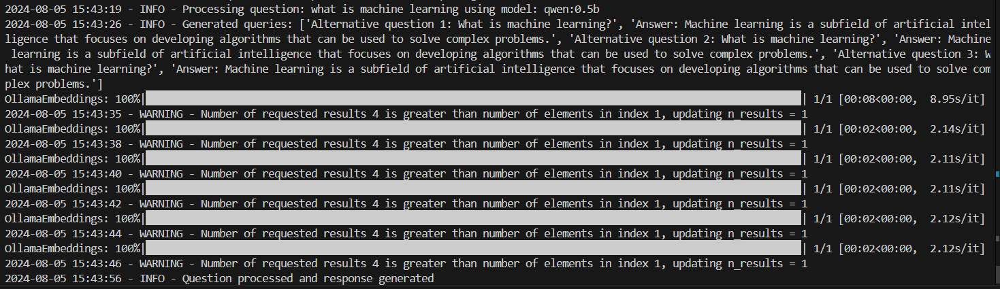 2024-08-05 15:43:19 - INFO - Processing question: what is machine learning using model: qwen:0.5b
2024-08-05 15:43:26 - INFO - Generated queries: ['Alternative question 1: What is machine learning?', 'Answer: Machine learning is a subfield of artificial intel
ligence that focuses on developing algorithms that can be used to solve complex problems.', 'Alternative question 2: What is machine learning?', 'Answer: Machine
 learning is a subfield of artificial intelligence that focuses on developing algorithms that can be used to solve complex problems.', 'Alternative question 3: W
hat is machine learning?', 'Answer: Machine learning is a subfield of artificial intelligence that focuses on developing algorithms that can be used to solve com
plex problems.']
OllamaEmbeddings: 100%| | 1/1 [00:08<00:00,  8.95s/it]
2024-08-05 15:43:35 - WARNING - Number of requested results 4 is greater than number of elements in index 1, updating n_results = 1
OllamaEmbeddings: 100%| | 1/1 [00:02<00:00,  2.14s/it]
2024-08-05 15:43:38 - WARNING - Number of requested results 4 is greater than number of elements in index 1, updating n_results = 1
OllamaEmbeddings: 100%| | 1/1 [00:02<00:00,  2.11s/it]
2024-08-05 15:43:40 - WARNING - Number of requested results 4 is greater than number of elements in index 1, updating n_results = 1
OllamaEmbeddings: 100%| | 1/1 [00:02<00:00,  2.11s/it]
2024-08-05 15:43:42 - WARNING - Number of requested results 4 is greater than number of elements in index 1, updating n_results = 1
OllamaEmbeddings: 100%| | 1/1 [00:02<00:00,  2.12s/it]
2024-08-05 15:43:44 - WARNING - Number of requested results 4 is greater than number of elements in index 1, updating n_results = 1
OllamaEmbeddings: 100%| | 1/1 [00:02<00:00,  2.12s/it]
2024-08-05 15:43:46 - WARNING - Number of requested results 4 is greater than number of elements in index 1, updating n_results = 1
2024-08-05 15:43:56 - INFO - Question processed and response generated